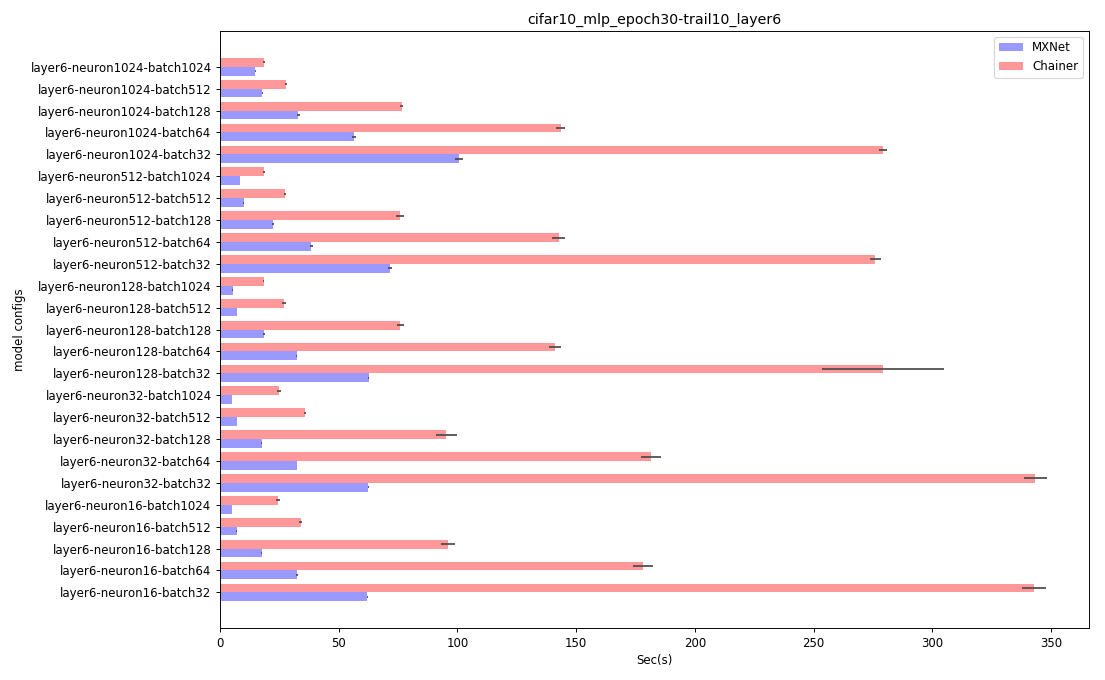 cifar10_mlp_epoch30-trail10_layer6
MXNet
Chainer
model configs
layer6-neuron1024-batch1024
layer6-neuron1024-batch512
layer6-neuron1024-batch128
layer6-neuron1024-batch64
layer6-neuron1024-batch32
layer6-neuron512-batch1024
layer6-neuron512-batch512
layer6-neuron512-batch128
layer6-neuron512-batch64
layer6-neuron512-batch32
layer6-neuron128-batch1024
layer6-neuron128-batch512
layer6-neuron128-batch128
layer6-neuron128-batch64
layer6-neuron128-batch32
layer6-neuron32-batch1024
layer6-neuron32-batch512
layer6-neuron32-batch128
layer6-neuron32-batch64
layer6-neuron32-batch32
layer6-neuron16-batch1024
layer6-neuron16-batch512
layer6-neuron16-batch128
layer6-neuron16-batch64
layer6-neuron16-batch32
0 50 100 150 200 250 300 350
Sec(s)